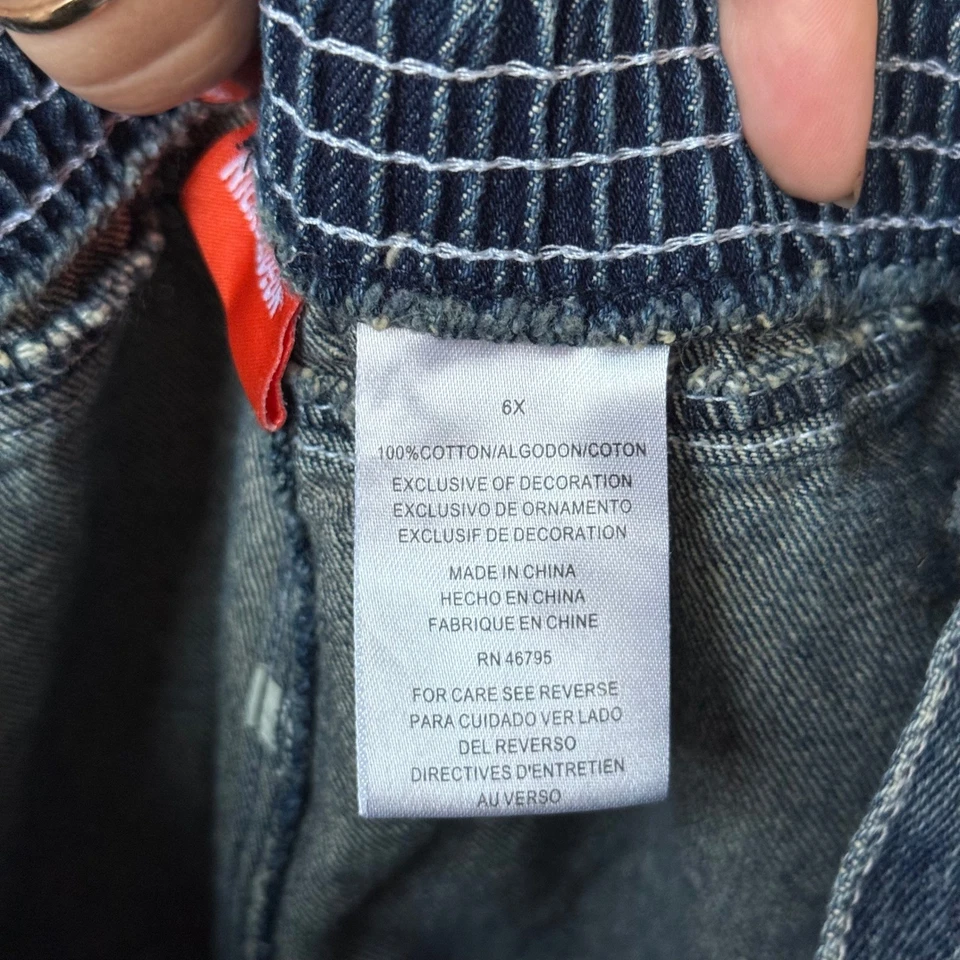 6X
100%COTTON/ALGODON/COTON
EXCLUSIVE OF DECORATION
EXCLUSIVO DE ORNAMENTO
EXCLUSIF DE DECORATION
MADE IN CHINA
HECHO EN CHINA
FABRIQUE EN CHINE
RN 46795
FOR CARE SEE REVERSE
PARA CUIDADO VER LADO
DEL REVERSO
DIRECTIVES D'ENTRETIEN
AU VERSO